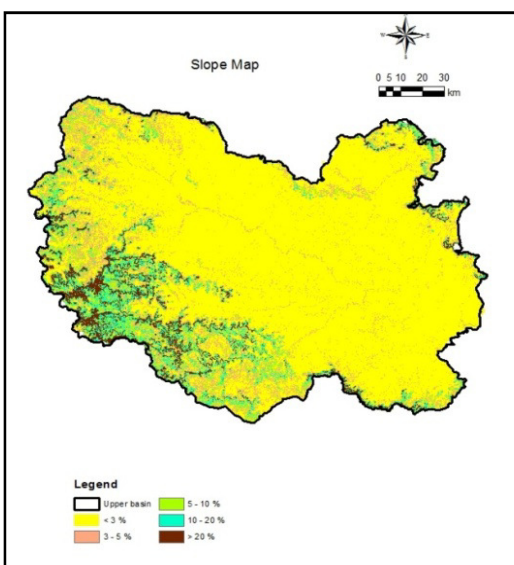 N
W E
S
Slope Map
0 5 10 20 30
km
Legend
Upper basin
< 3 %
3 - 5 %
5 - 10 %
10 - 20 %
> 20 %